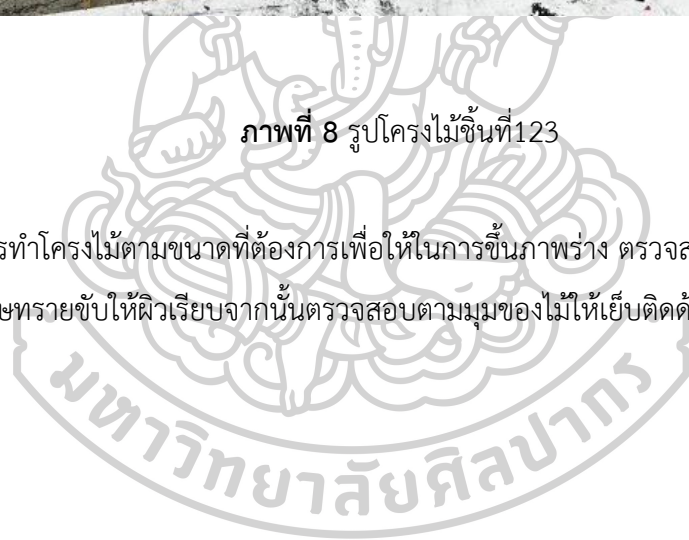 ภาพที่ 8 รูปโครงไม้ชิ้นที่123
รทำโครงไม้ตามขนาดที่ต้องการเพื่อให้ในการขึ้นภาพร่าง ตรวจส
ษทรายขับให้ผิวเรียบจากนั้นตรวจสอบตามมุมของไม้ให้เย็บติดด้
มหาวิทยาลัยศิลปากร